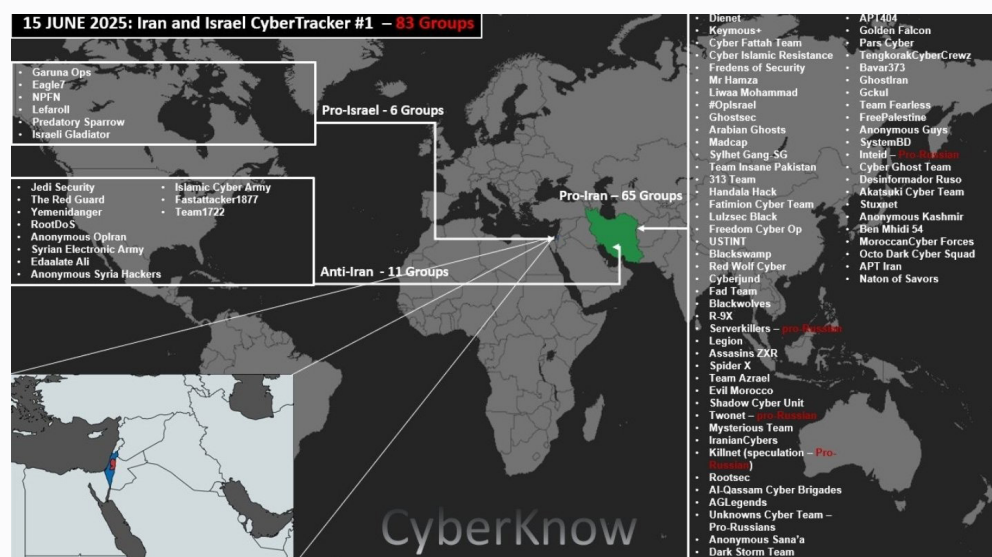 15 JUNE 2025: Iran and Israel CyberTracker #1 – 83 Groups
• Garuna Ops
• Eagle7
• NPFN
• Lefaroll
• Predatory Sparrow
• Israeli Gladiator
Pro-Israel - 6 Groups
• Jedi Security
• The Red Guard
• Yemenidanger
• RootDoS
• Anonymous OpIran
• Syrian Electronic Army
• Edaalate Ali
• Anonymous Syria Hackers
• Islamic Cyber Army
• Fastattacker1877
• Team1722
Anti-Iran - 11 Groups
Pro-Iran – 65 Groups
• Dienet
• Keymous+
• Cyber Fattah Team
• Cyber Islamic Resistance
• Fredens of Security
• Mr Hamza
• Liwaa Mohammad
• #OpIsrael
• Ghostsec
• Arabian Ghosts
• Madcap
• Sylhet Gang-SG
• Team Insane Pakistan
• 313 Team
• Handala Hack
• Fatimion Cyber Team
• Lulzsec Black
• Freedom Cyber Op
• USTINT
• Blackswamp
• Red Wolf Cyber
• Cyberjund
• Fad Team
• Blackwolves
• R-9X
• Serverkillers – pro-Russian
• Legion
• Assasins ZXR
• Spider X
• Team Azrael
• Evil Morocco
• Shadow Cyber Unit
• Twonet – pro-Russian
• Mysterious Team
• IranianCybers
• Killnet (speculation – Pro-
Russian)
• Rootsec
• Al-Qassam Cyber Brigades
• AGLegends
• Unknowns Cyber Team –
Pro-Russians
• Anonymous Sana'a
• Dark Storm Team
• APT404
• Golden Falcon
• Pars Cyber
• TengkorakCyberCrewz
• Bavar373
• GhostIran
• Gckul
• Team Fearless
• FreePalestine
• Anonymous Guys
• SystemBD
• Inteid – Pro-Russian
• Cyber Ghost Team
• Desinformador Ruso
• Akatsuki Cyber Team
• Stuxnet
• Anonymous Kashmir
• Ben Mhidi 54
• MoroccanCyber Forces
• Octo Dark Cyber Squad
• APT Iran
• Naton of Savors
CyberKnow